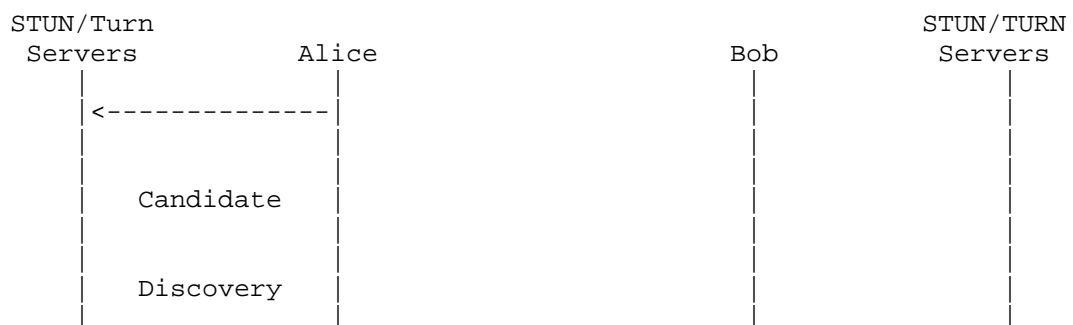 STUN/Turn STUN/TURN
Servers Alice Bob Servers
<--------------
Candidate
Discovery